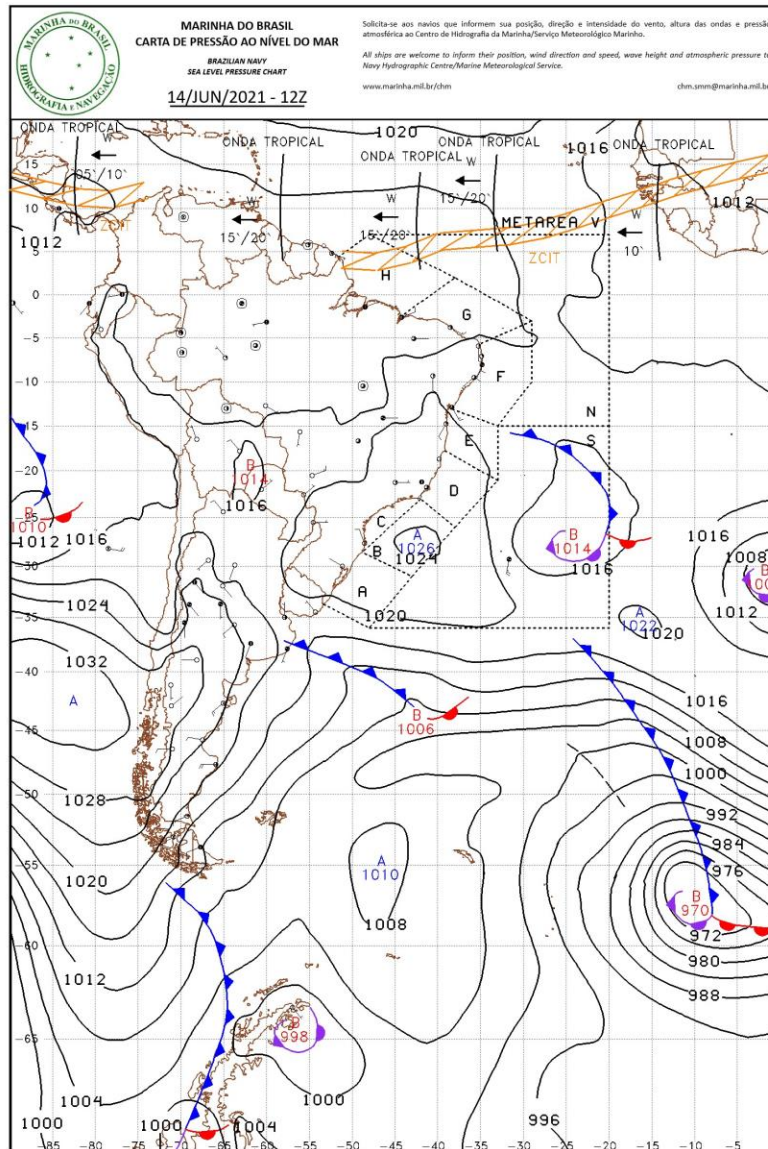 MARINHA DO BRASIL
HIDROGRAFIA E NAVEGAÇÃO
MARINHA DO BRASIL
CARTA DE PRESSÃO AO NÍVEL DO MAR
BRAZILIAN NAVY
SEA LEVEL PRESSURE CHART
14/JUN/2021 - 12Z
Solicita-se aos navios que informem sua posição, direção e intensidade do vento, altura das ondas e pressão
atmosférica ao Centro de Hidrografia da Marinha/Serviço Meteorológico Marinho.
All ships are welcome to inform their position, wind direction and speed, wave height and atmospheric pressure to
Navy Hydrographic Centre/Marine Meteorological Service.
www.marinha.mil.br/chm
chm.smm@marinha.mil.br
ONDA TROPICAL
1020
ONDA TROPICAL
ONDA TROPICAL
ONDA TROPICAL
ONDA TROPICAL
1016
W
05`/10`
W
15`/20`
W
15`/20`
W
15`/20`
W
10`
15
10
5
0
-5
-10
-15
-20
-25
-30
-35
-40
-45
-50
-55
-60
-65
1012
ZCIT
METAREA V
1012
ZCIT
H
G
F
N
S
E
D
C
B
A
B
1014
1016
B
1010
1012
1016
A
1026
1024
B
1014
1016
1016
1008
1012
B
A
1022
1020
1020
1024
1032
A
1028
1020
1012
1004
1000
B
1006
1016
1008
1000
992
984
976
B
970
972
980
988
A
1010
1008
B
998
1000
1000
1004
996
-85
-80
-75
-70
-65
-60
-55
-50
-45
-40
-35
-30
-25
-20
-15
-10
-5